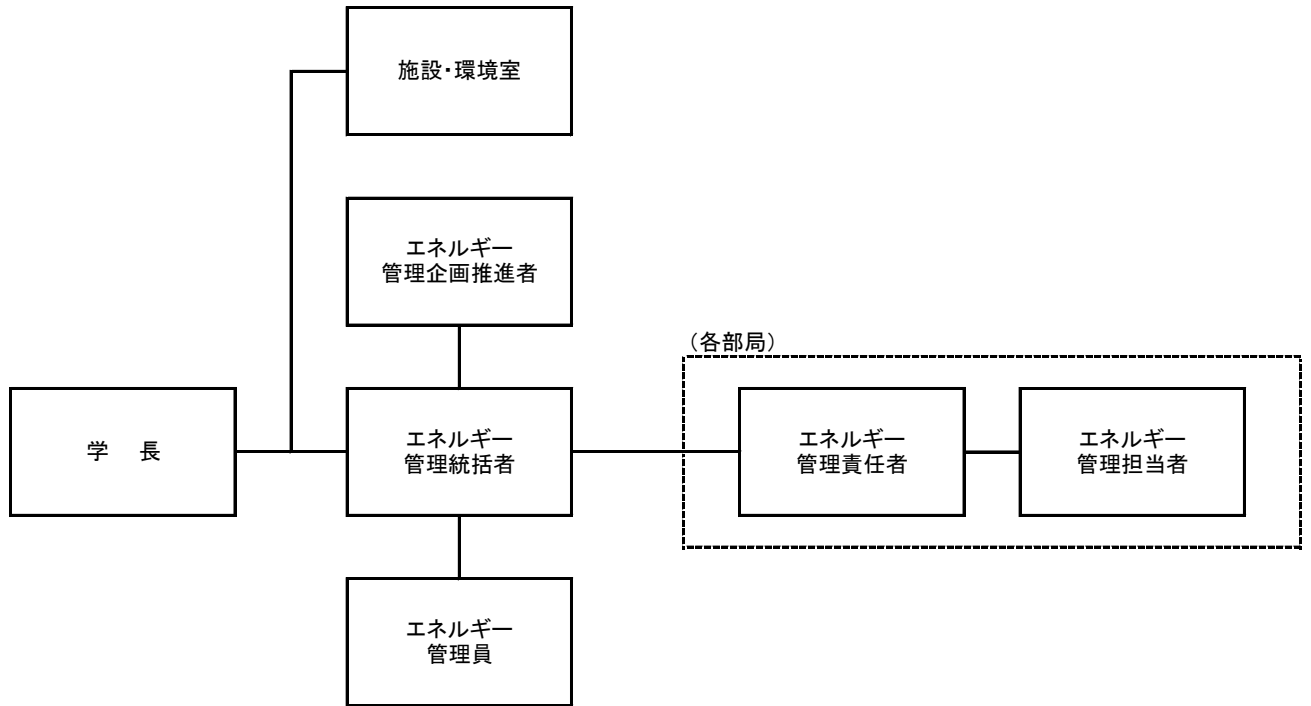 施設・環境室
エネルギー
管理企画推進者
（各部局）
学　長
エネルギー
管理統括者
エネルギー
管理責任者
エネルギー
管理担当者
エネルギー
管理員